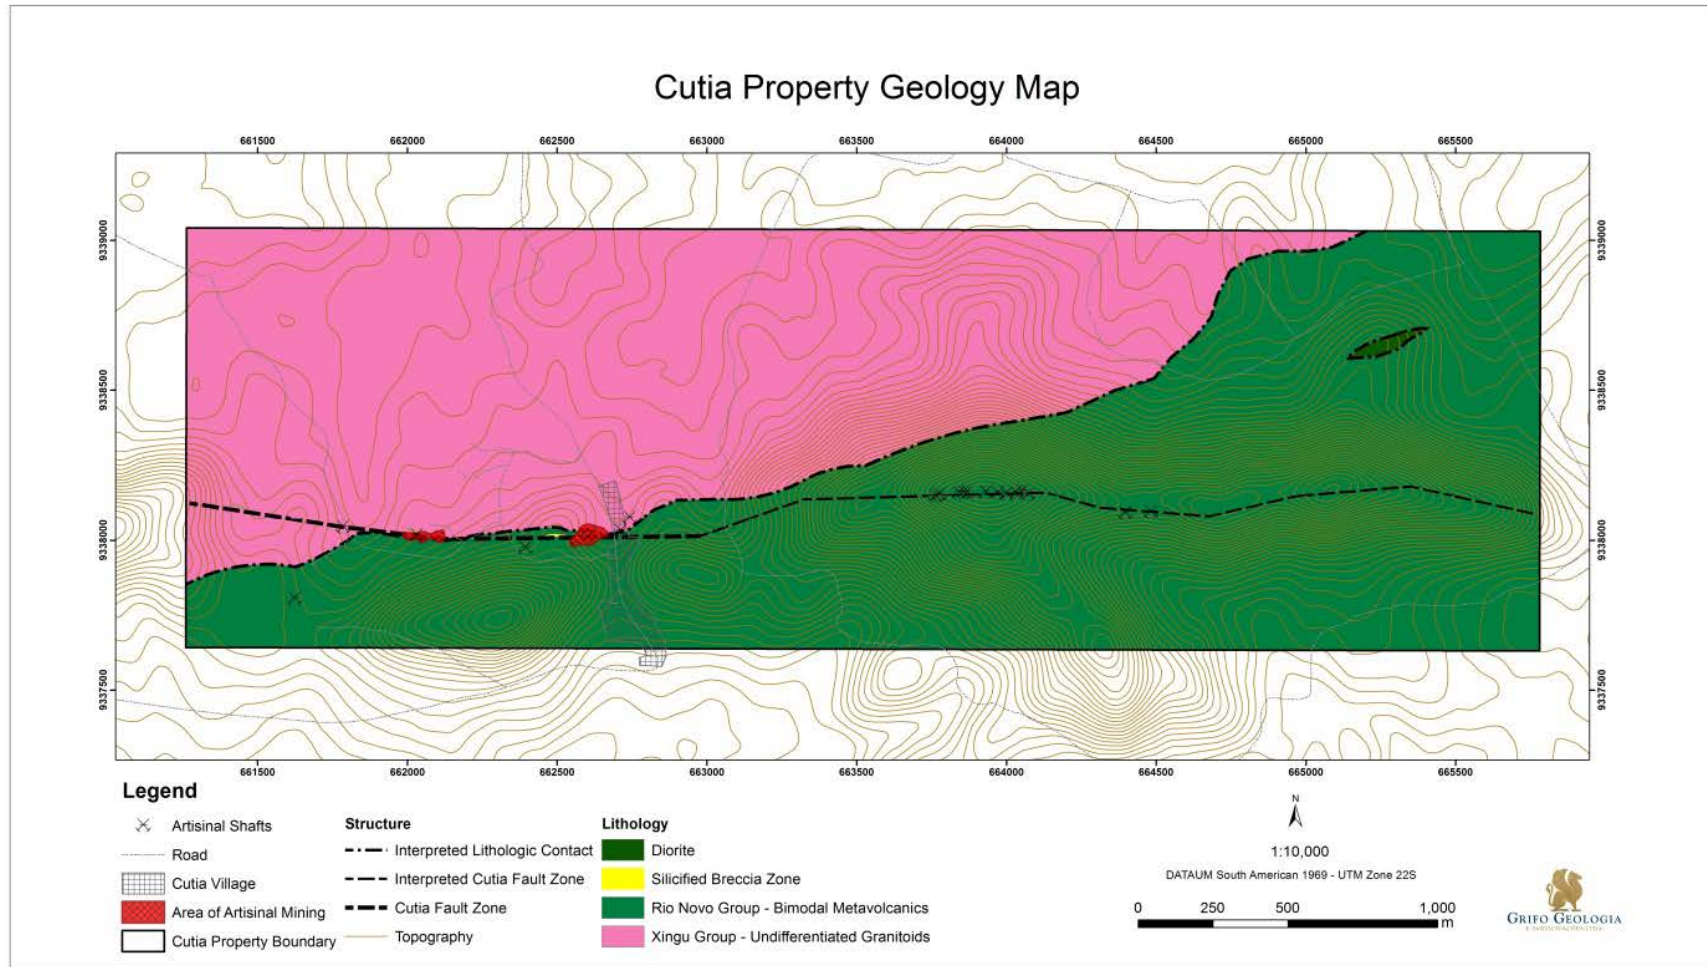 Cutia Property Geology Map
661500 662000 662500 663000 663500 664000 664500 665000 665500
9339000 9339000
9338500 9338500
9338000 9338000
9337500 9337500
661500 662000 662500 663000 663500 664000 664500 665000 665500
Legend
Artisinal Shafts
Road
Cutia Village
Area of Artisinal Mining
Cutia Property Boundary
Structure
Interpreted Lithologic Contact
Interpreted Cutia Fault Zone
Cutia Fault Zone
Topography
Lithology
Diorite
Silicified Breccia Zone
Rio Novo Group - Bimodal Metavolcanics
Xingu Group - Undifferentiated Granitoids
N
1:10,000
DATAUM South American 1969 - UTM Zone 22S
0 250 500 1,000
m
GRIFO GEOLOGIA
E PARTICIPAÇÕES LTDA.